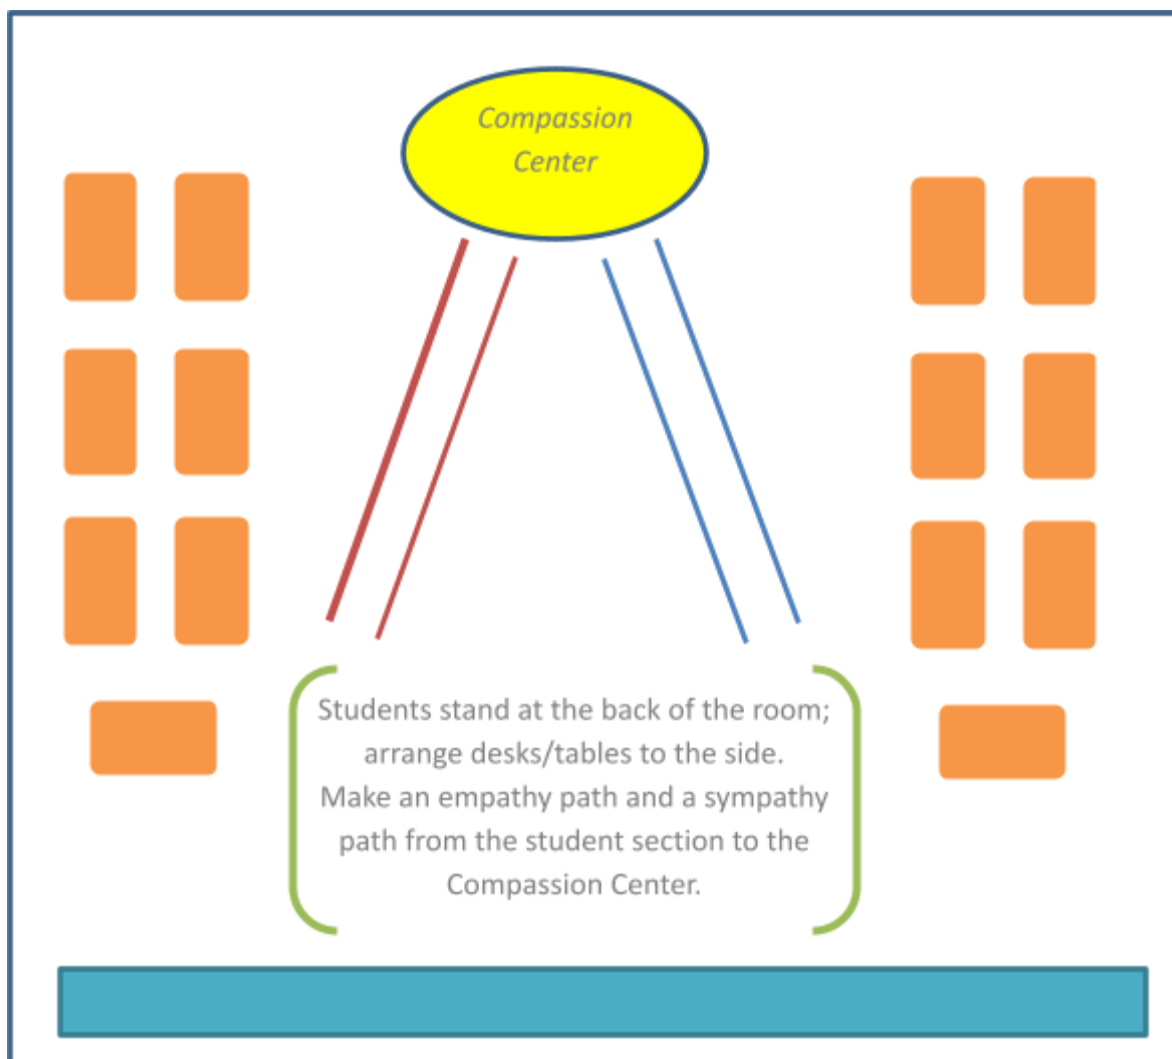 Compassion
Center
Students stand at the back of the room;
arrange desks/tables to the side.
Make an empathy path and a sympathy
path from the student section to the
Compassion Center.